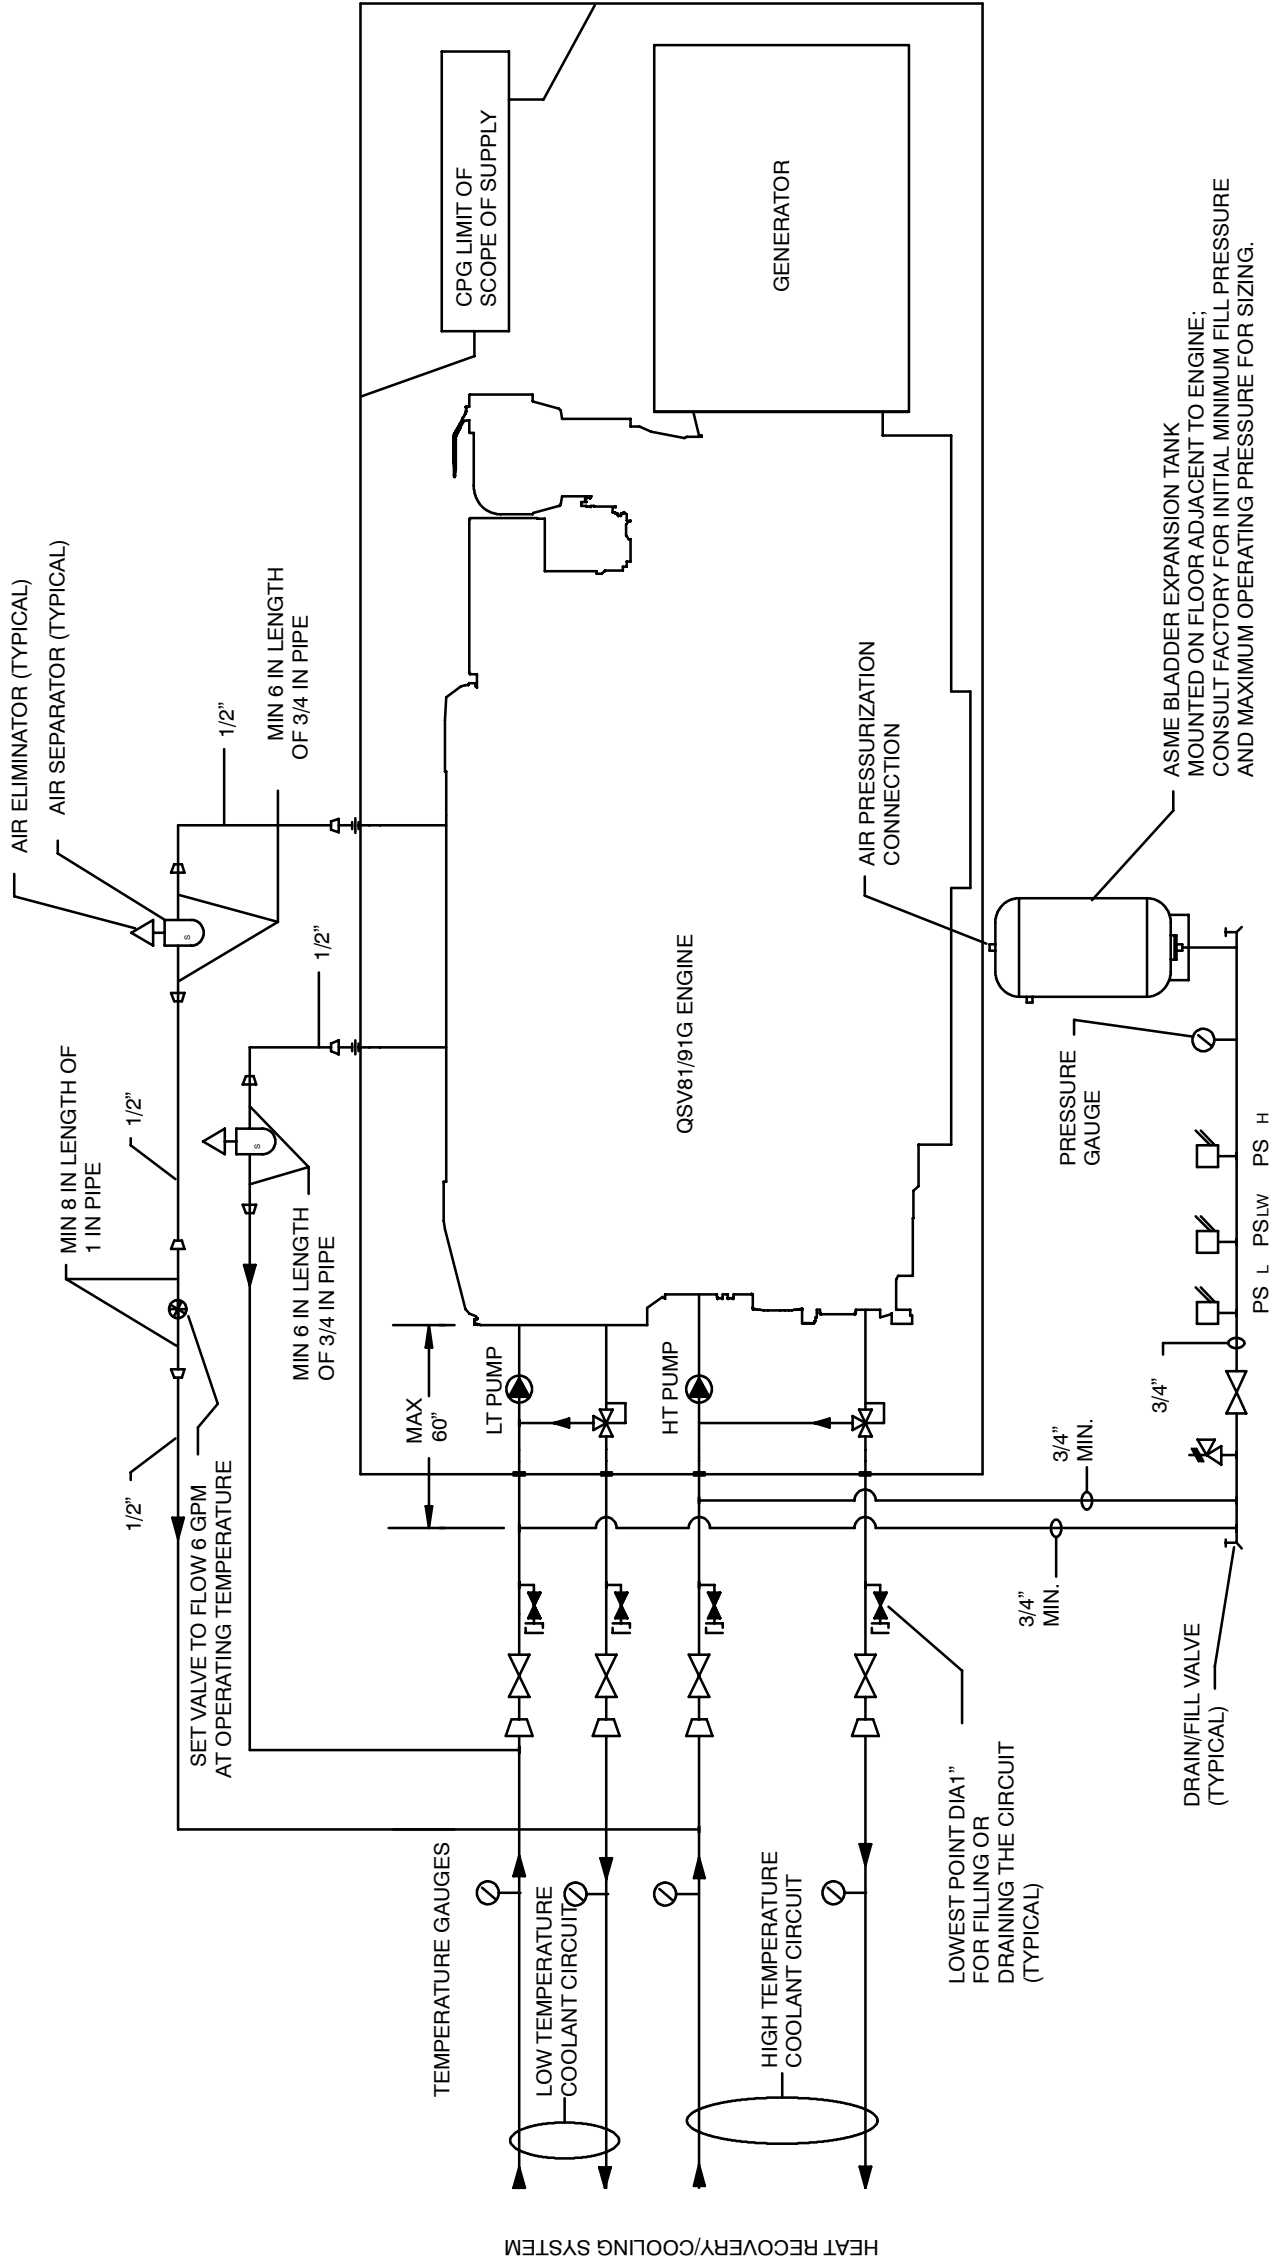 AIR ELIMINATOR (TYPICAL)
AIR SEPARATOR (TYPICAL)
MIN 8 IN LENGTH OF
1 IN PIPE
1/2”
1/2”
1/2”
MIN 6 IN LENGTH
OF 3/4 IN PIPE
1/2”
SET VALVE TO FLOW 6 GPM
AT OPERATING TEMPERATURE
MIN 6 IN LENGTH
OF 3/4 IN PIPE
CPG LIMIT OF
SCOPE OF SUPPLY
TEMPERATURE GAUGES
MAX
60”
LT PUMP
LOW TEMPERATURE
COOLANT CIRCUIT
HT PUMP
QSV81/91G ENGINE
GENERATOR
HIGH TEMPERATURE
COOLANT CIRCUIT
AIR PRESSURIZATION
CONNECTION
LOWEST POINT DIA1”
FOR FILLING OR
DRAINING THE CIRCUIT
(TYPICAL)
3/4”
MIN.
3/4”
MIN.
3/4”
PRESSURE
GAUGE
ASME BLADDER EXPANSION TANK
MOUNTED ON FLOOR ADJACENT TO ENGINE;
CONSULT FACTORY FOR INITIAL MINIMUM FILL PRESSURE
AND MAXIMUM OPERATING PRESSURE FOR SIZING.
DRAIN/FILL VALVE
(TYPICAL)
PS L
PSLW
PS H
S
S
HEAT RECOVERY/COOLING SYSTEM